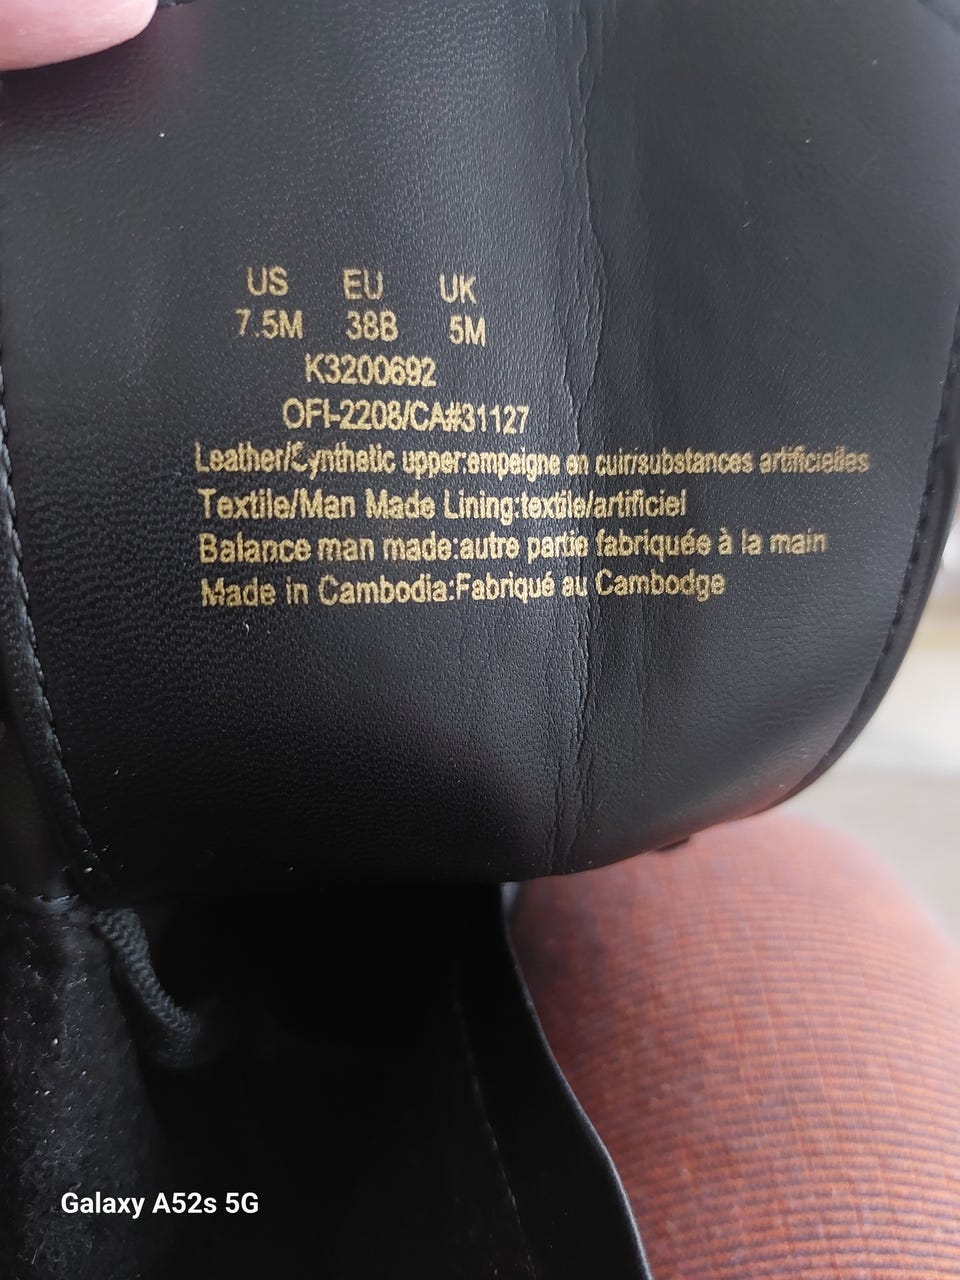 US EU UK
7.5M 38B 5M
K3200692
OFI-2208/CA#31127
Leather/Synthetic upper:empeigne en cuir/substances artificielles
Textile/Man Made Lining:textile/artificiel
Balance man made:autre partie fabriquée à la main
Made in Cambodia:Fabriqué au Cambodge
Galaxy A52s 5G